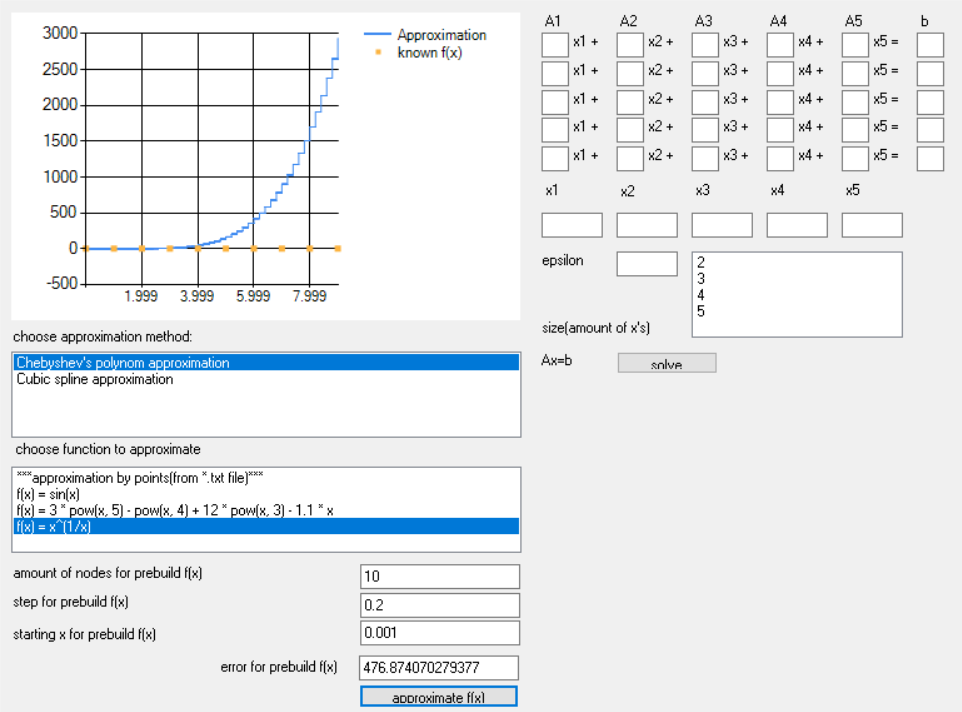 3000
2500
2000
1500
1000
500
0
-500
1.999 3.999 5.999 7.999
Approximation
known f(x)
choose approximation method:
Chebyshev's polynom approximation
Cubic spline approximation
choose function to approximate
***approximation by points(from *.txt file)***
f(x) = sin(x)
f(x) = 3 * pow(x, 5) - pow(x, 4) + 12 * pow(x, 3) - 1.1 * x
f(x) = x^(1/x)
amount of nodes for prebuild f(x) 10
step for prebuild f(x) 0.2
starting x for prebuild f(x) 0.001
error for prebuild f(x) 476.874070279377
approximate f(x)
A1 A2 A3 A4 A5 b
x1 + x2 + x3 + x4 + x5 =
x1 + x2 + x3 + x4 + x5 =
x1 + x2 + x3 + x4 + x5 =
x1 + x2 + x3 + x4 + x5 =
x1 + x2 + x3 + x4 + x5 =
x1 x2 x3 x4 x5
epsilon
2
3
4
5
size(amount of x's)
Ax=b solve